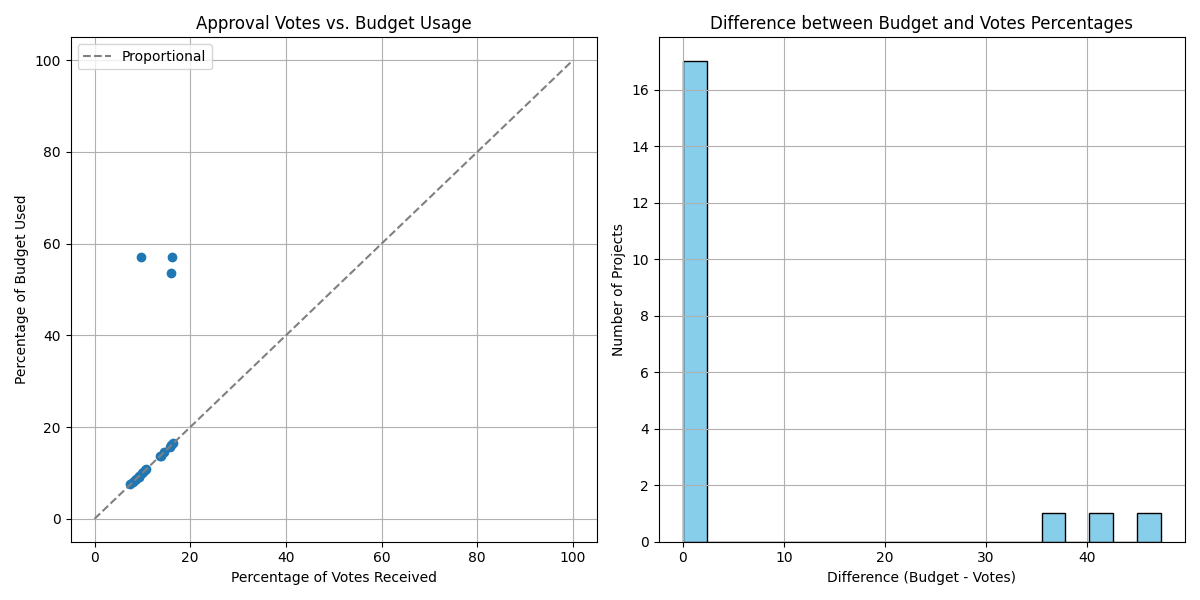 Approval Votes vs. Budget Usage
Proportional
100
80
60
40
20
0
Percentage of Budget Used
0 20 40 60 80 100
Percentage of Votes Received
Difference between Budget and Votes Percentages
16
14
12
10
8
6
4
2
0
Number of Projects
0 10 20 30 40
Difference (Budget - Votes)